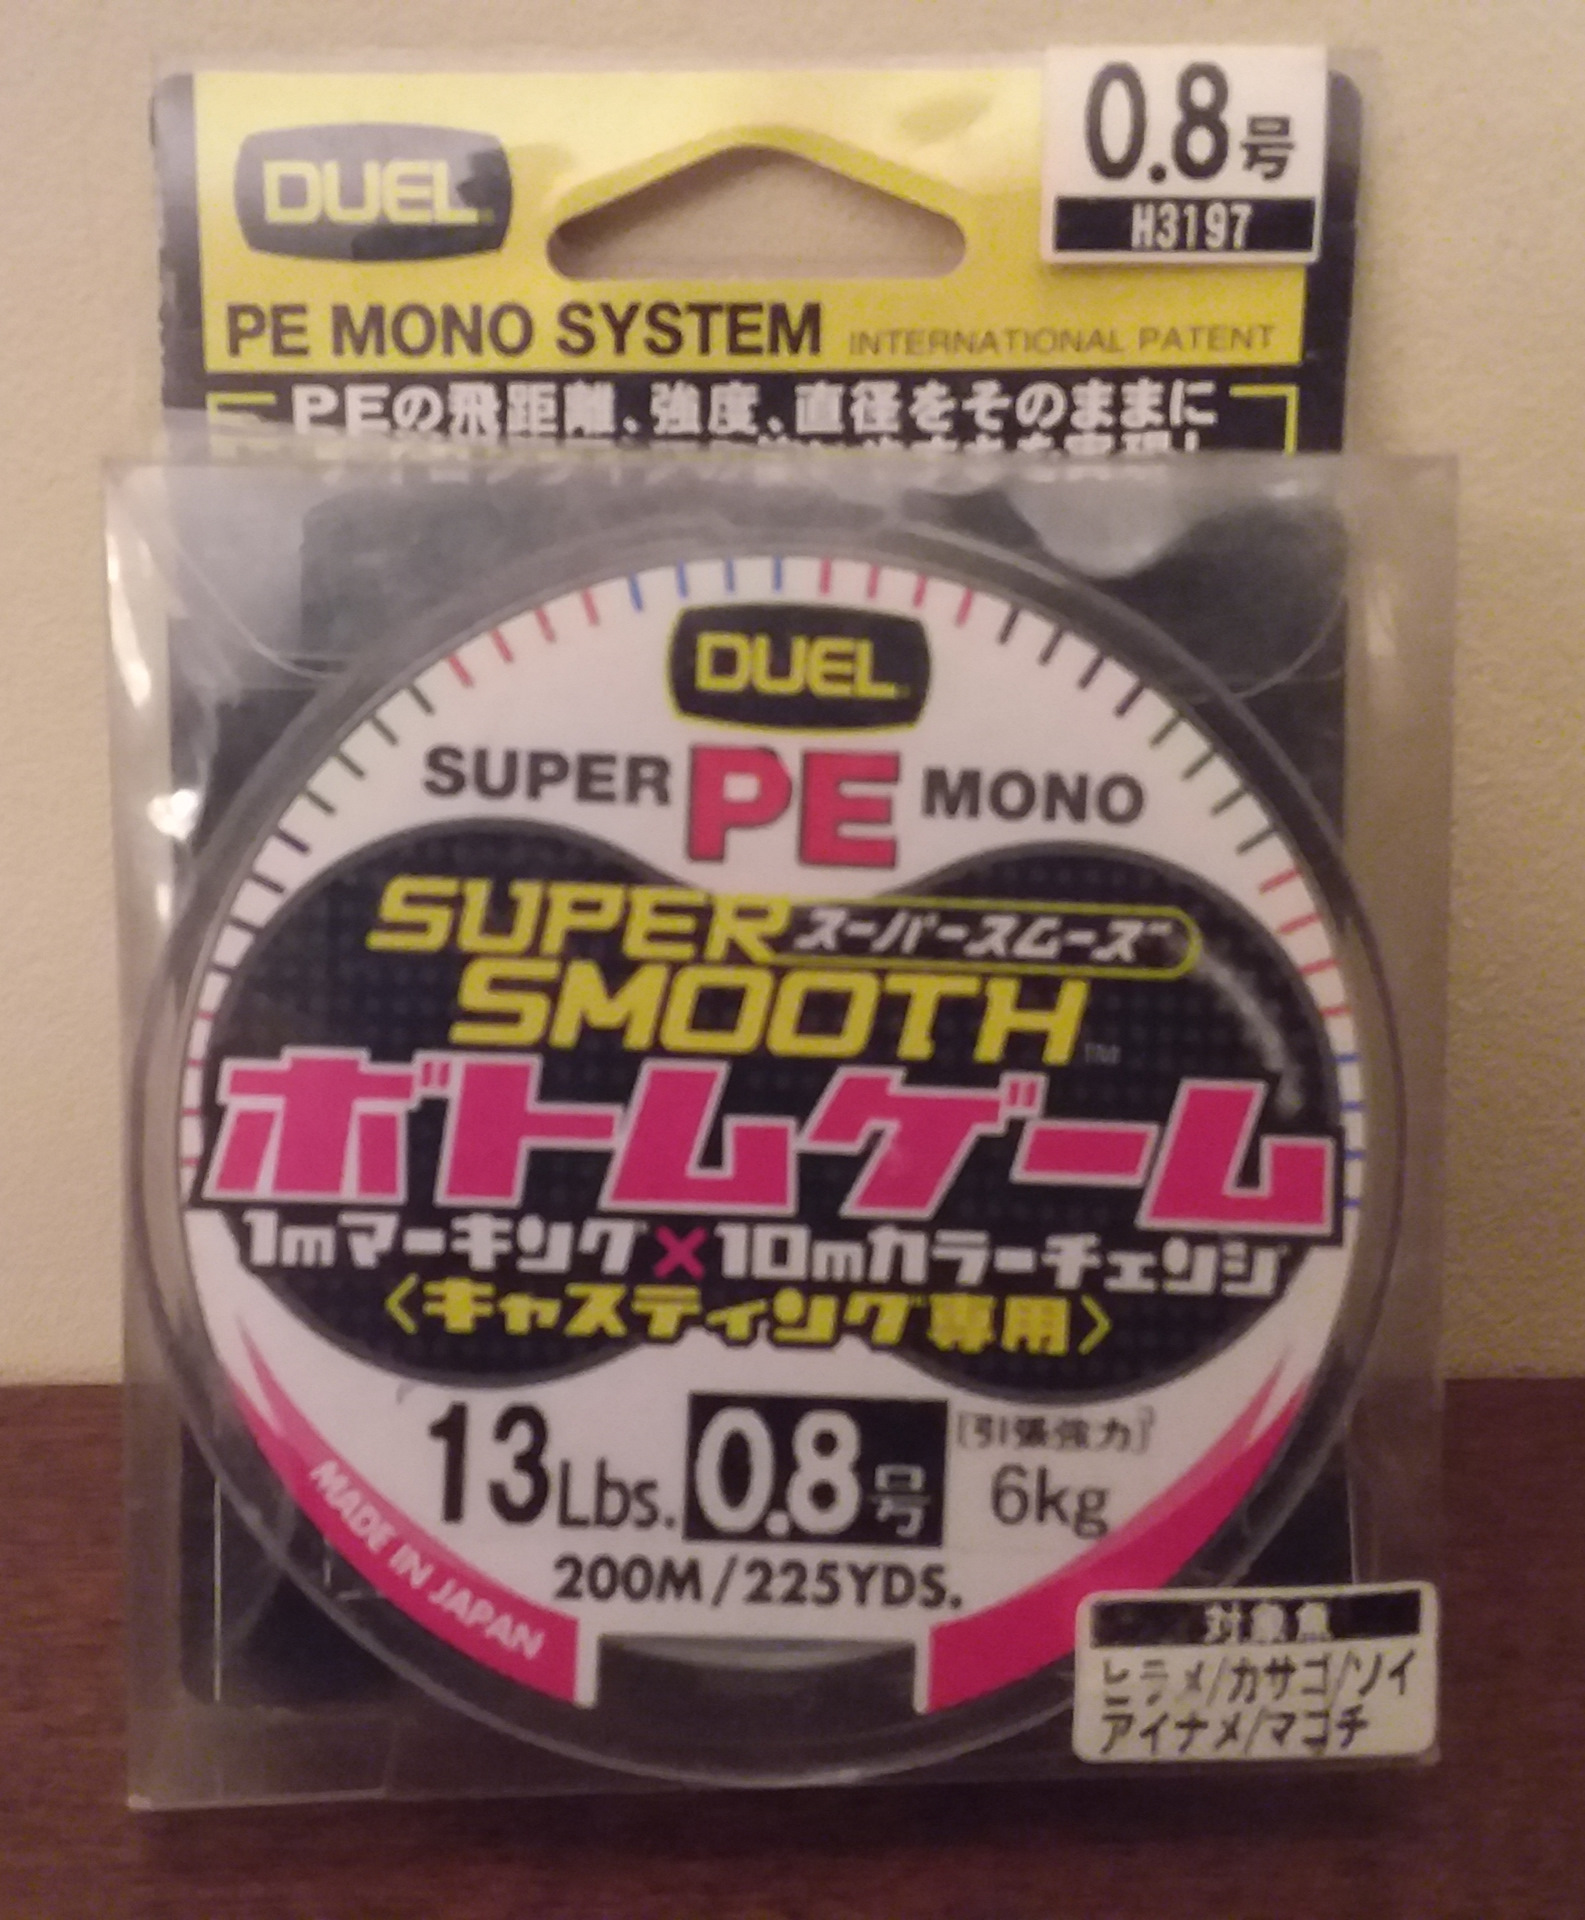 DUEL
0.8号
H3197
PE MONO SYSTEM INTERNATIONAL PATENT
PEの飛距離、強度、直径をそのままに
DUEL
SUPER PE MONO
SUPER スーパースムーズ
SMOOTH TM
ボトムゲーム
1mマーキング×10mカラーチェンジ
〈キャスティング専用〉
13Lbs. 0.8号 [引張強力] 6kg
200M/225YDS.
MADE IN JAPAN
対象魚
ヒラメ/カサゴ/ソイ
アイナメ/マゴチ